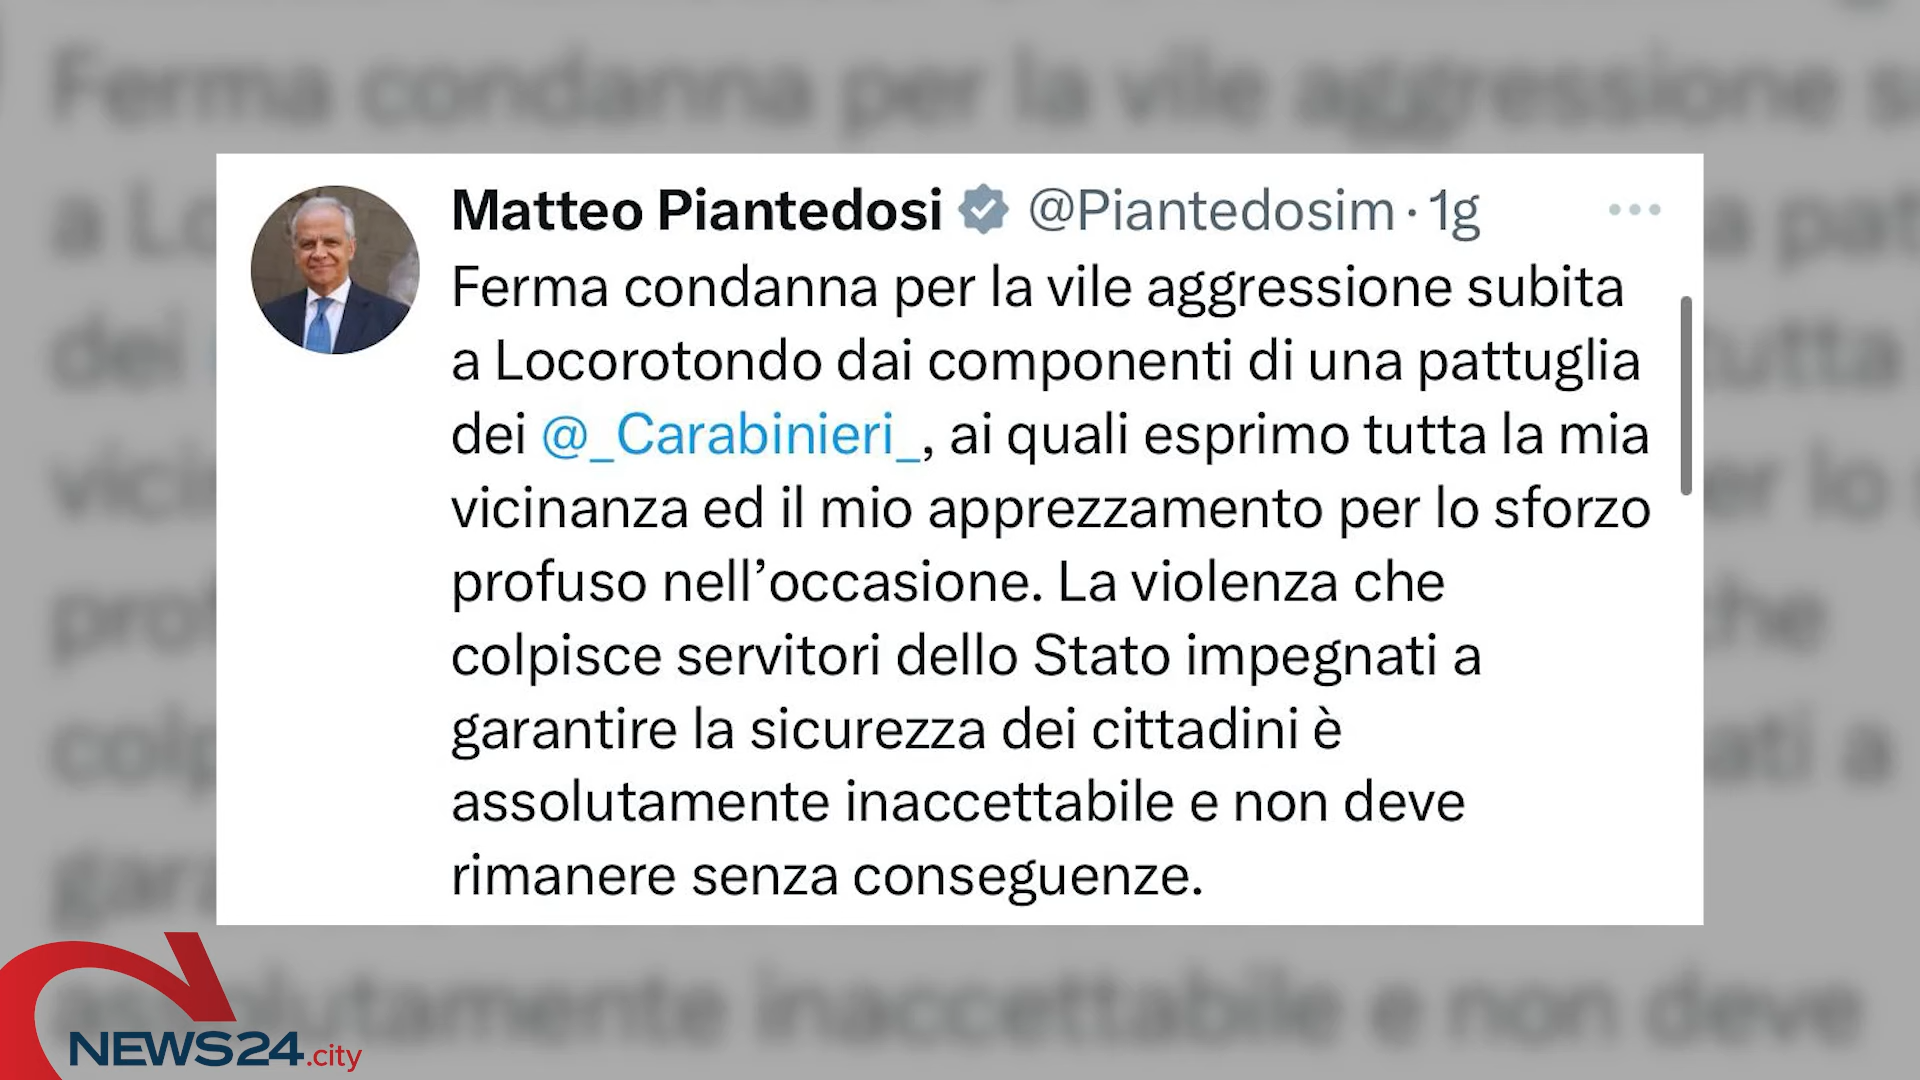 Matteo Piantedosi @Piantedosim · 1g
Ferma condanna per la vile aggressione subita
a Locorotondo dai componenti di una pattuglia
dei @_Carabinieri_, ai quali esprimo tutta la mia
vicinanza ed il mio apprezzamento per lo sforzo
profuso nell’occasione. La violenza che
colpisce servitori dello Stato impegnati a
garantire la sicurezza dei cittadini è
assolutamente inaccettabile e non deve
rimanere senza conseguenze.
NEWS24.city